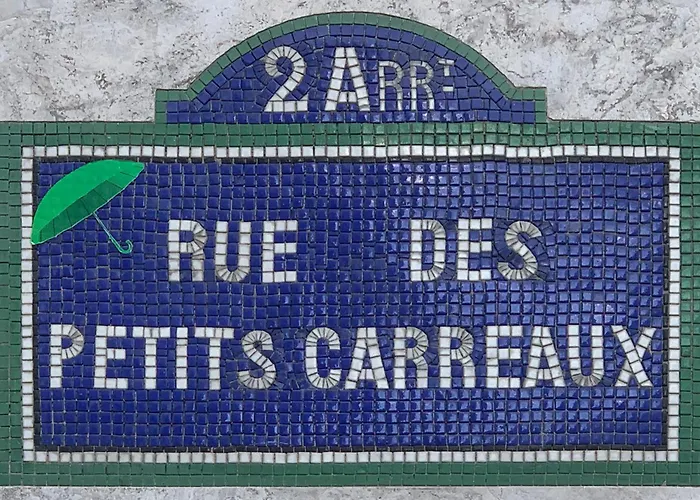 2 Arrt
RUE DES
PETITS CARREAUX